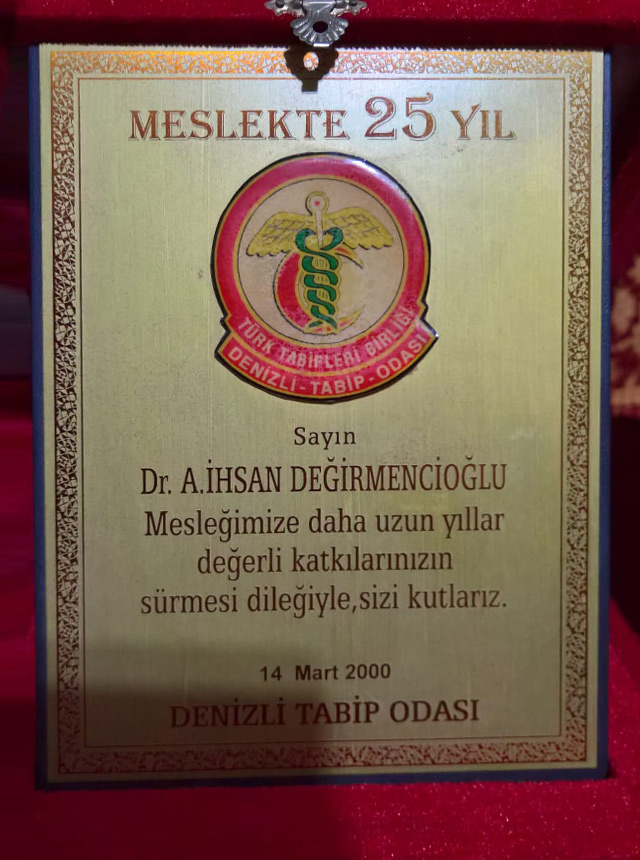 MESLEKTE 25 YIL
TÜRK TABİPLERİ BİRLİĞİ
DENİZLİ-TABİP-ODASI
Sayın
Dr. A.İHSAN DEĞİRMENCİOĞLU
Mesleğimize daha uzun yıllar
değerli katkılarınızın
sürmesi dileğiyle,sizi kutlarız.
14 Mart 2000
DENİZLİ TABİP ODASI